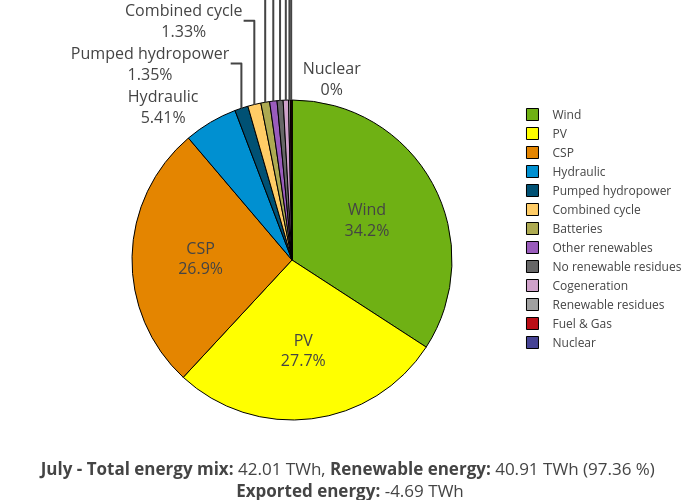 Combined cycle
1.33%
Pumped hydropower
1.35%
Hydraulic
5.41%
Nuclear
0%
Wind
34.2%
CSP
26.9%
PV
27.7%
Wind
PV
CSP
Hydraulic
Pumped hydropower
Combined cycle
Batteries
Other renewables
No renewable residues
Cogeneration
Renewable residues
Fuel & Gas
Nuclear
July - Total energy mix: 42.01 TWh, Renewable energy: 40.91 TWh (97.36 %)
Exported energy: -4.69 TWh